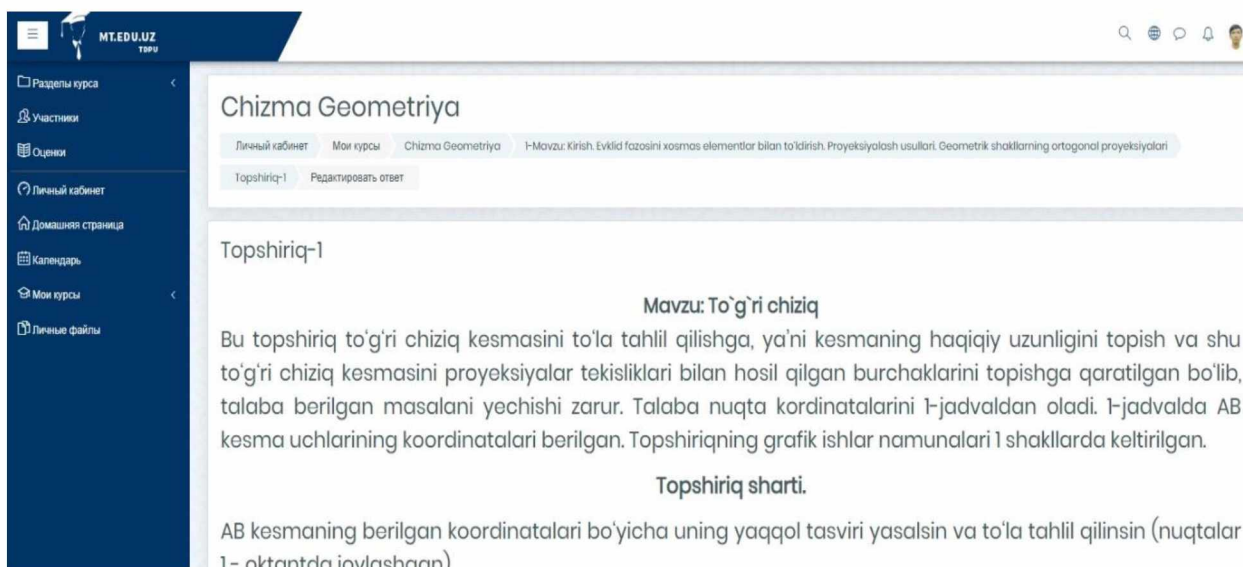 MT.EDU.UZ
TDPU
Разделы курса
Участники
Оценки
Личный кабинет
Домашняя страница
Календарь
Мои курсы
Личные файлы
Chizma Geometriya
Личный кабинет Мои курсы Chizma Geometriya 1-Mavzu: Kirish. Evklid fazosini xosmas elementlar bilan to'ldirish. Proyeksiyalash usullari. Geometrik shakllarning ortogonal proyeksiyalari
Topshiriq-1 Редактировать ответ
Topshiriq-1
Mavzu: To`g`ri chiziq
Bu topshiriq to‘g‘ri chiziq kesmasini to‘la tahlil qilishga, ya’ni kesmaning haqiqiy uzunligini topish va shu
to‘g‘ri chiziq kesmasini proyeksiyalar tekisliklari bilan hosil qilgan burchaklarini topishga qaratilgan bo‘lib,
talaba berilgan masalani yechishi zarur. Talaba nuqta kordinatalarini 1-jadvaldan oladi. 1-jadvalda AB
kesma uchlarining koordinatalari berilgan. Topshiriqning grafik ishlar namunalari 1 shakllarda keltirilgan.
Topshiriq sharti.
AB kesmaning berilgan koordinatalari bo‘yicha uning yaqqol tasviri yasalsin va to‘la tahlil qilinsin (nuqtalar
1 - oktantda joylashgan)